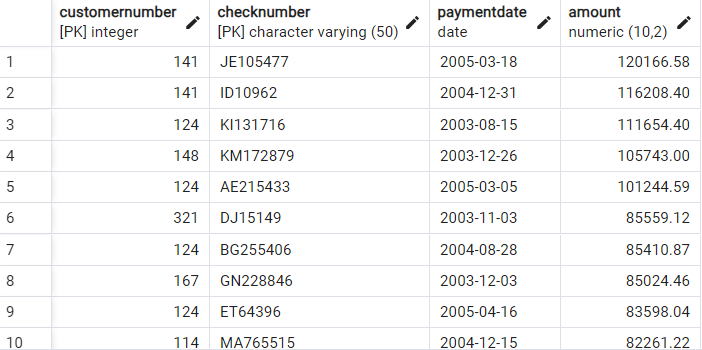 customernumber checknumber paymentdate amount
[PK] integer [PK] character varying (50) date numeric (10,2)
1 141 JE105477 2005-03-18 120166.58
2 141 ID10962 2004-12-31 116208.40
3 124 KI131716 2003-08-15 111654.40
4 148 KM172879 2003-12-26 105743.00
5 124 AE215433 2005-03-05 101244.59
6 321 DJ15149 2003-11-03 85559.12
7 124 BG255406 2004-08-28 85410.87
8 167 GN228846 2003-12-03 85024.46
9 124 ET64396 2005-04-16 83598.04
10 114 MA765515 2004-12-15 82261.22